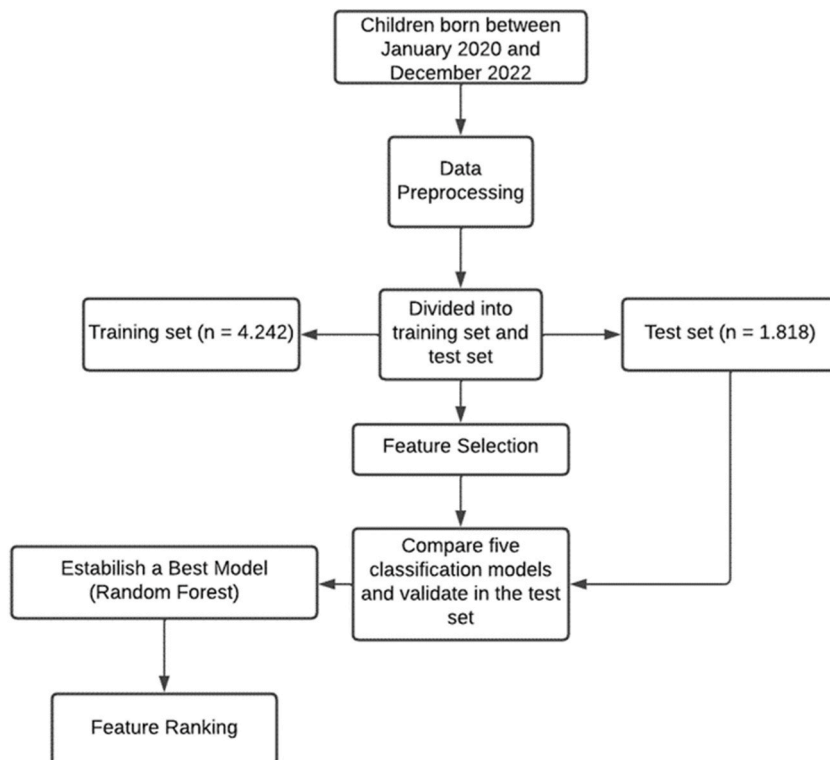 Children born between
January 2020 and
December 2022
Data
Preprocessing
Divided into
training set and
test set
Training set (n = 4.242)
Test set (n = 1.818)
Feature Selection
Compare five
classification models
and validate in the test
set
Estabilish a Best Model
(Random Forest)
Feature Ranking